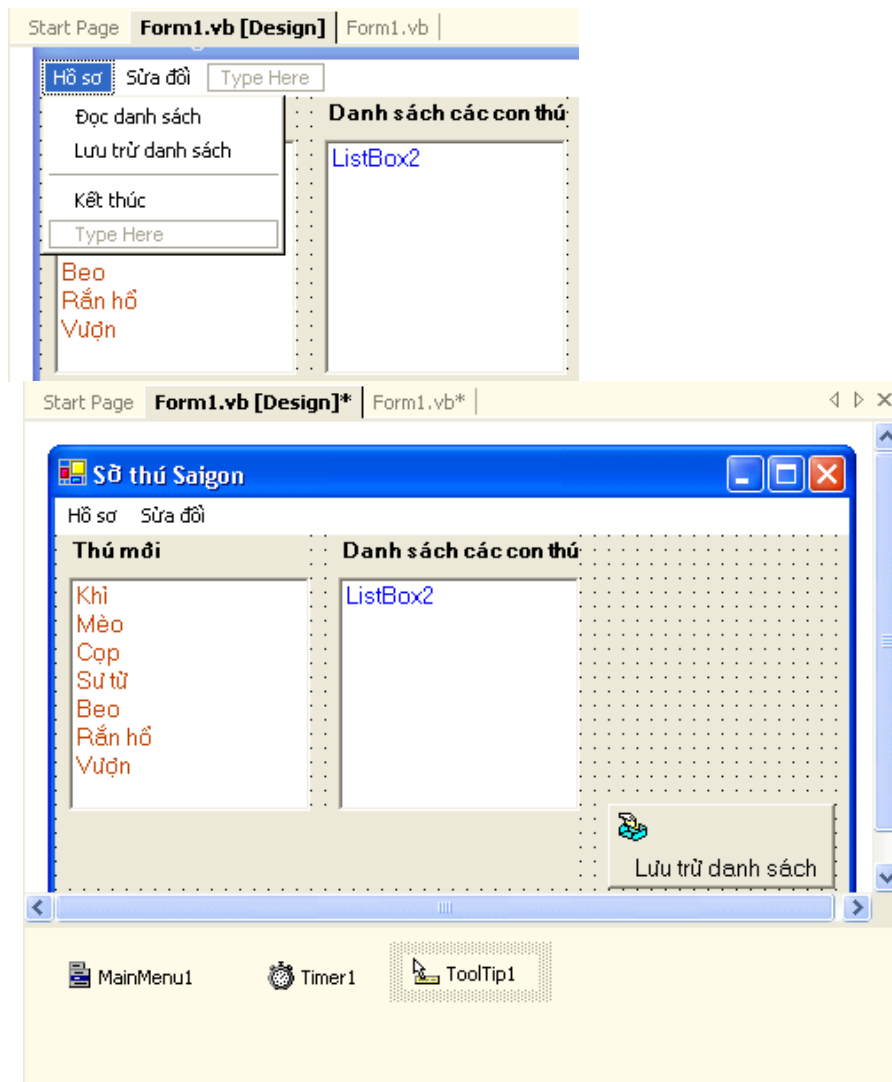 Start Page Form1.vb [Design] Form1.vb
Hồ sơ Sửa đổi Type Here
Đọc danh sách
Lưu trữ danh sách
Kết thúc
Type Here
Danh sách các con thú
ListBox2
Beo
Rắn hổ
Vượn
Start Page Form1.vb [Design]* Form1.vb*
Sở thú Saigon
Hồ sơ Sửa đổi
Thú mới Danh sách các con thú
Khỉ
Mèo
Cọp
Sư tử
Beo
Rắn hổ
Vượn
ListBox2
Lưu trữ danh sách
MainMenu1 Timer1 ToolTip1